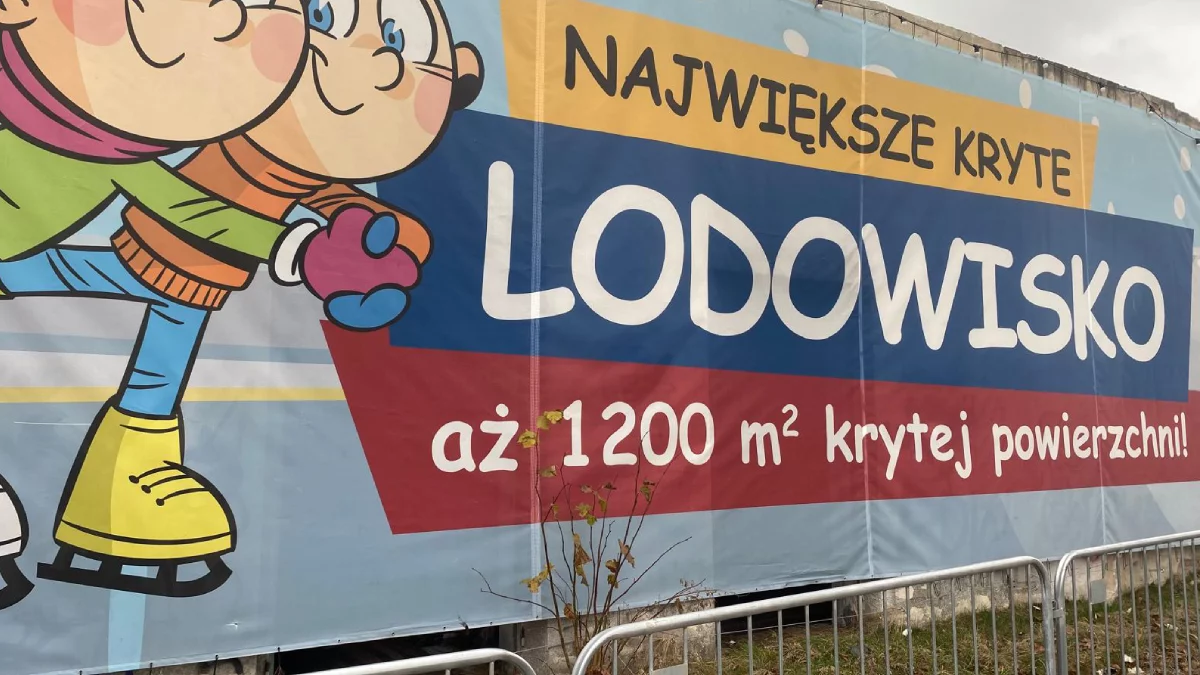 NAJWIĘKSZE KRYTE
LODOWISKO
aż 1200 m² krytej powierzchni!